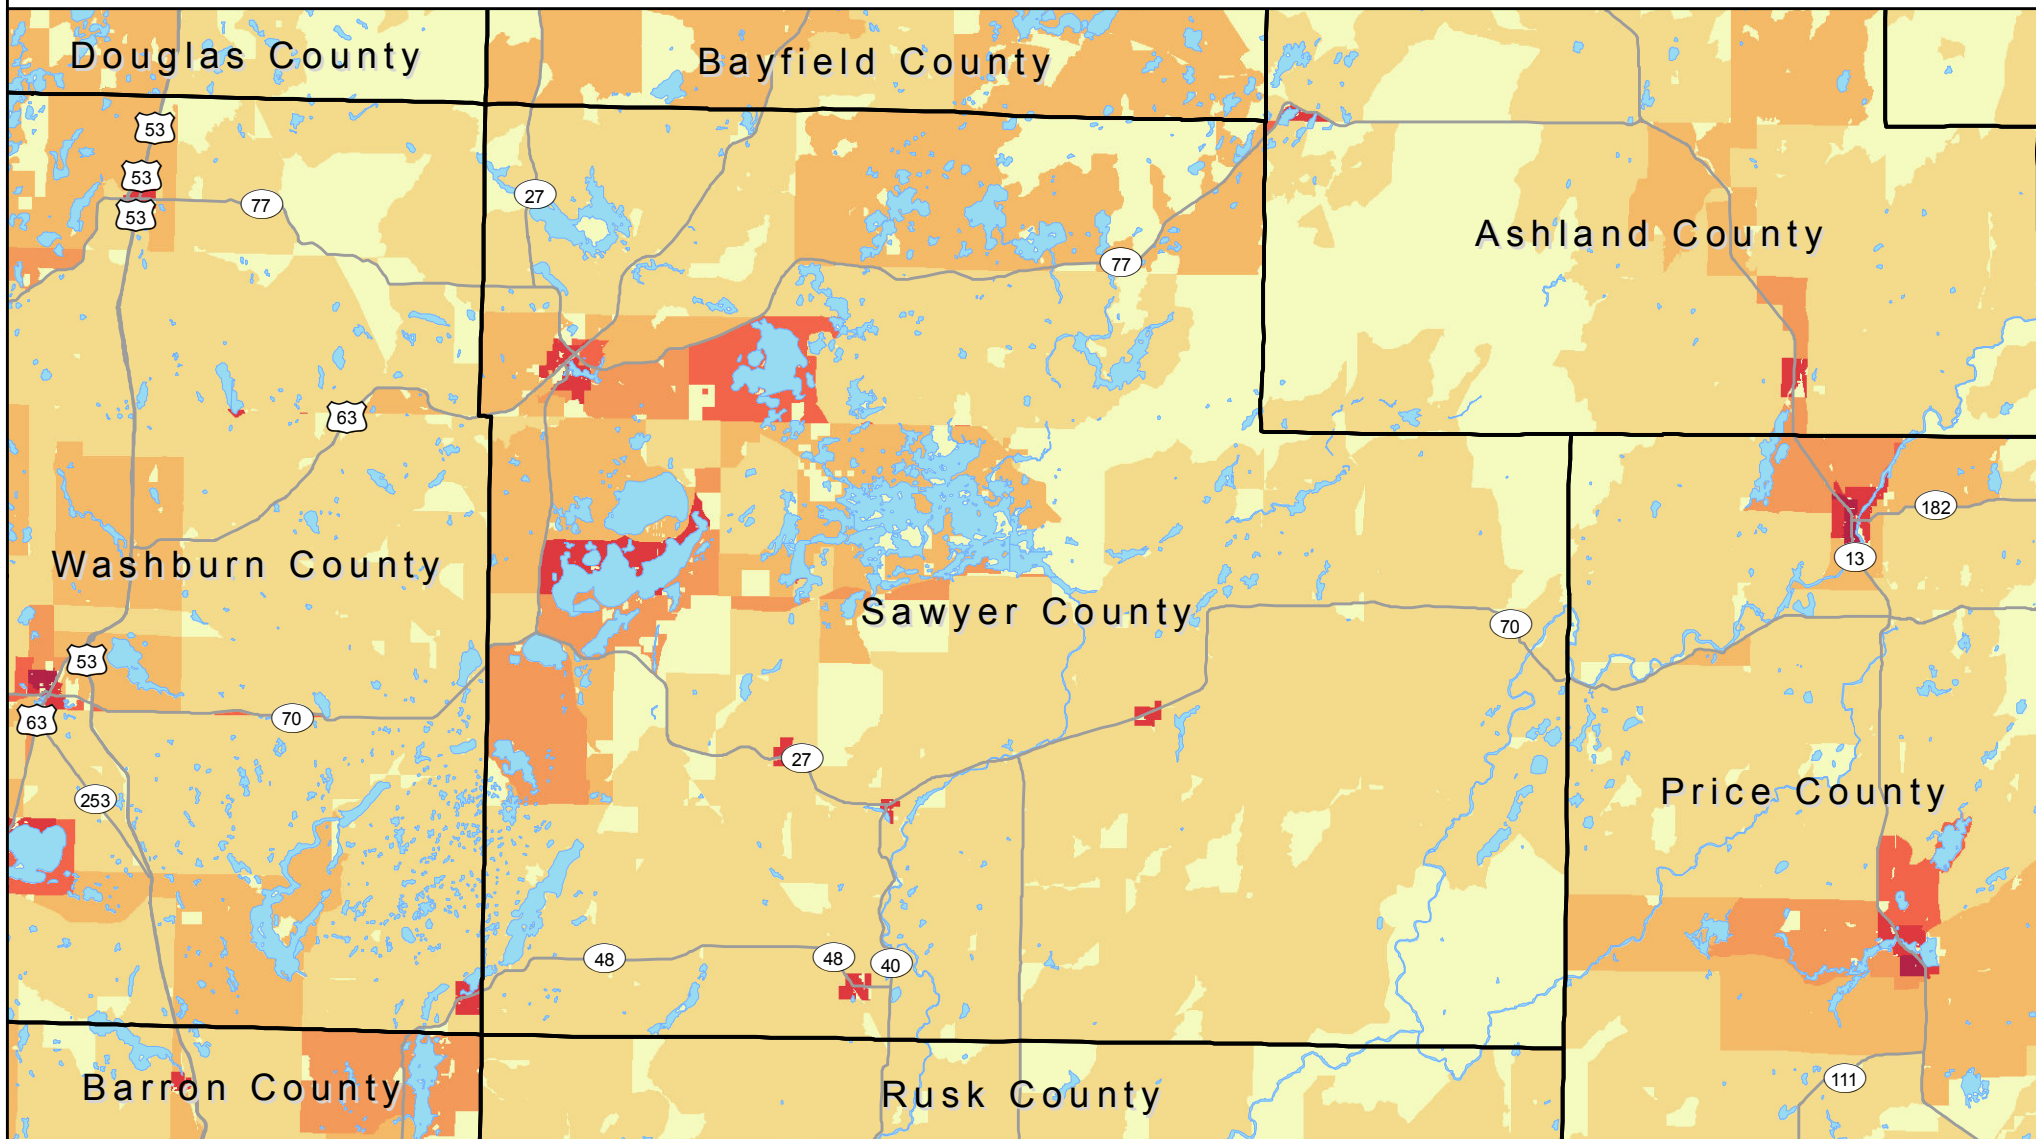 Douglas County
Bayfield County
53
53
53
77
27
77
Ashland County
63
182
13
Washburn County
Sawyer County
70
53
63
70
27
253
Price County
48
48
40
111
Barron County
Rusk County